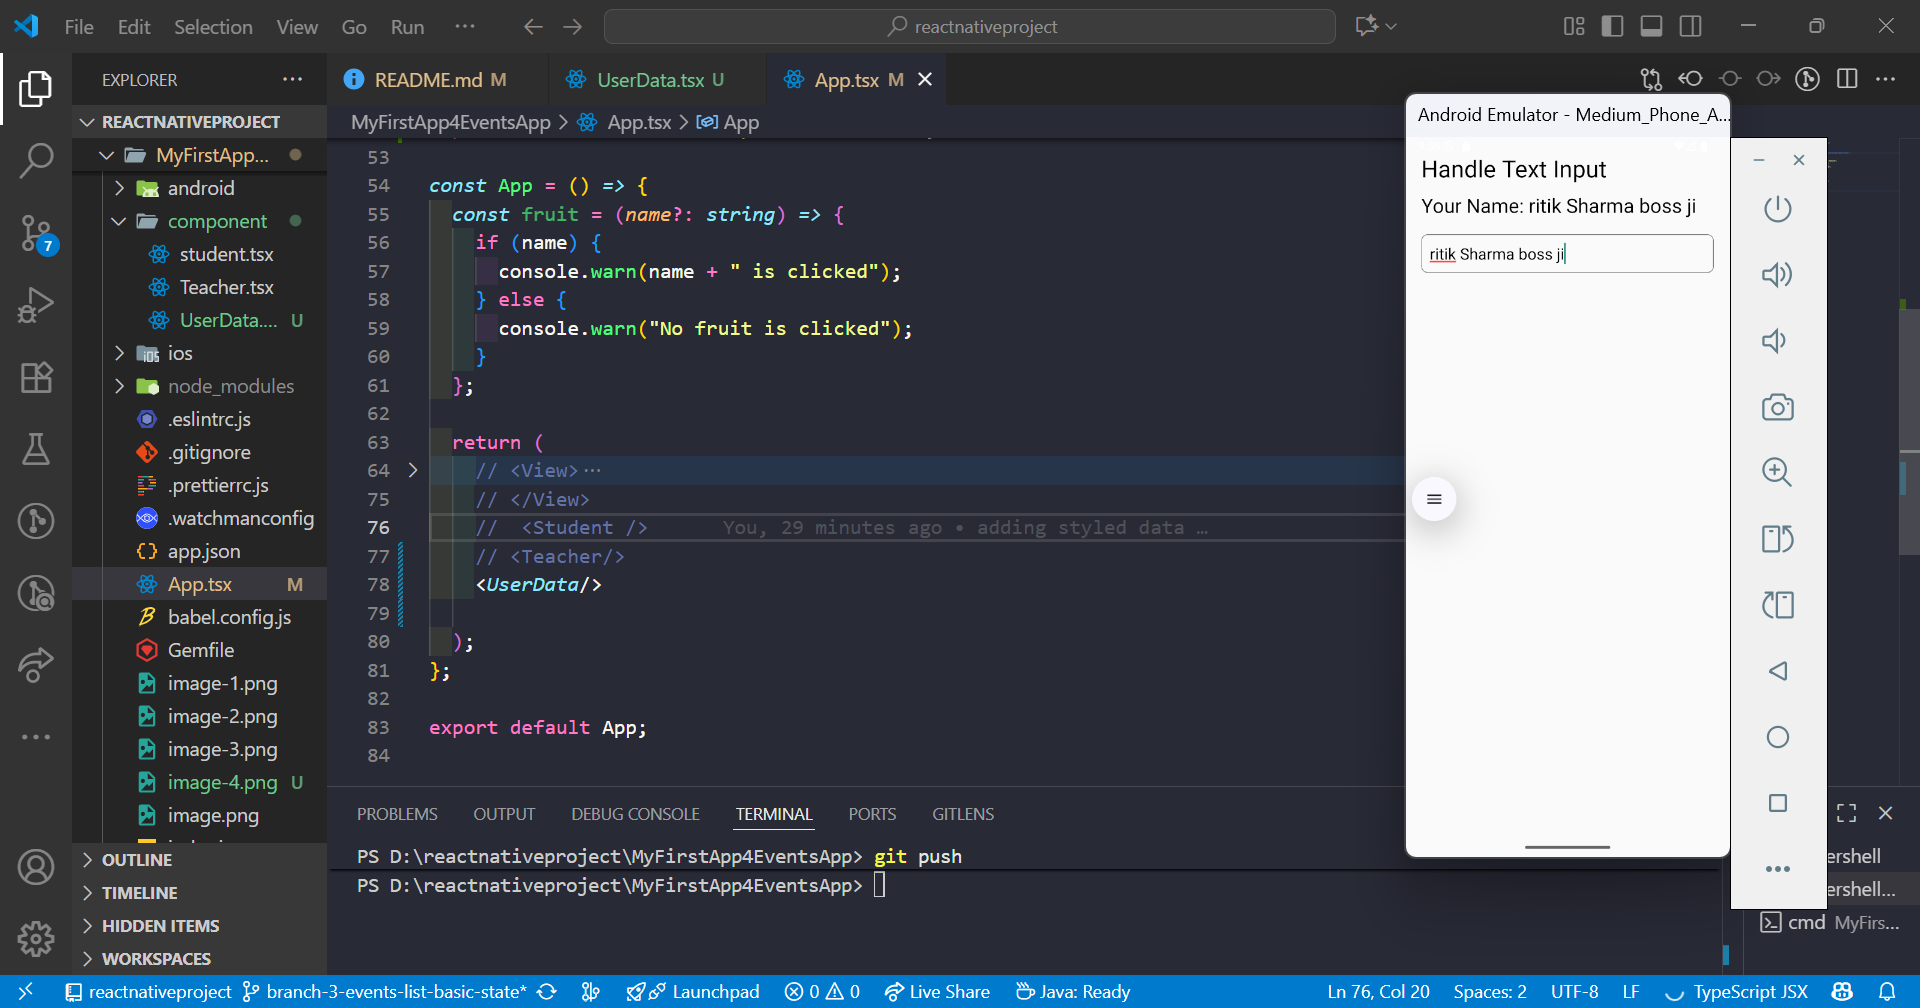 File Edit Selection View Go Run ··· reactnativeproject
EXPLORER ···
REACTNATIVEPROJECT
MyFirstApp...
android
component
student.tsx
Teacher.tsx
UserData.... U
ios
node_modules
.eslintrc.js
.gitignore
.prettierrc.js
.watchmanconfig
app.json
App.tsx M
babel.config.js
Gemfile
image-1.png
image-2.png
image-3.png
image-4.png U
image.png
OUTLINE
TIMELINE
HIDDEN ITEMS
WORKSPACES
7
README.md M UserData.tsx U App.tsx M
MyFirstApp4EventsApp > App.tsx > App
53
54 const App = () => {
55 const fruit = (name?: string) => {
56 if (name) {
57 console.warn(name + " is clicked");
58 } else {
59 console.warn("No fruit is clicked");
60 }
61 };
62
63 return (
64 // <View>···
75 // </View>
76 // <Student /> You, 29 minutes ago • adding styled data …
77 // <Teacher/>
78 <UserData/>
79
80 );
81 };
82
83 export default App;
84
PROBLEMS OUTPUT DEBUG CONSOLE TERMINAL PORTS GITLENS
PS D:\reactnativeproject\MyFirstApp4EventsApp> git push
PS D:\reactnativeproject\MyFirstApp4EventsApp>
ershell
ershell...
cmd MyFirs...
Android Emulator - Medium_Phone_A...
Handle Text Input
Your Name: ritik Sharma boss ji
ritik Sharma boss ji
reactnativeproject branch-3-events-list-basic-state* Launchpad 0 0 Live Share Java: Ready Ln 76, Col 20 Spaces: 2 UTF-8 LF TypeScript JSX